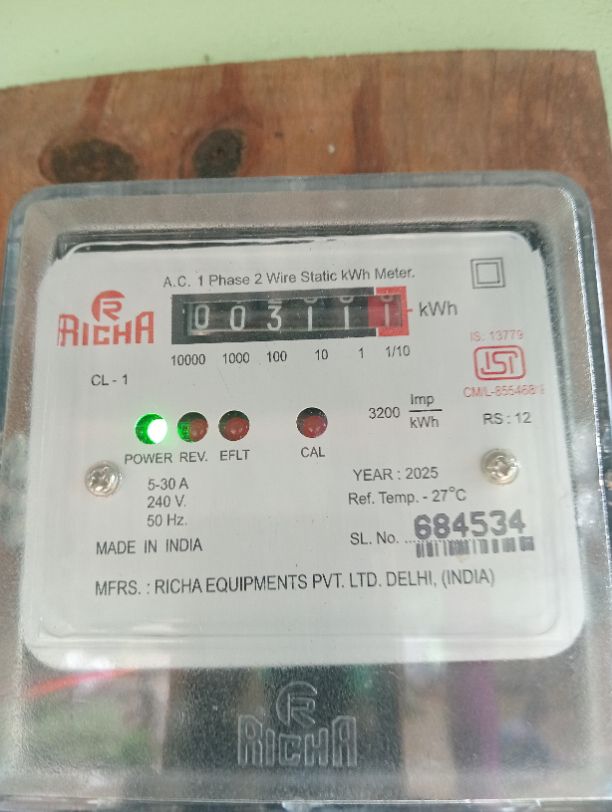 A.C. 1 Phase 2 Wire Static kWh Meter.
RICHA
003111 kWh
10000 1000 100 10 1 1/10
IS: 13779
ISI
CL - 1
3200 Imp/kWh
RS : 12
POWER REV. EFLT CAL
5-30 A
240 V.
50 Hz.
YEAR : 2025
Ref. Temp. - 27°C
SL. No. .... 684534
MADE IN INDIA
MFRS. : RICHA EQUIPMENTS PVT. LTD. DELHI, (INDIA)
RICHA